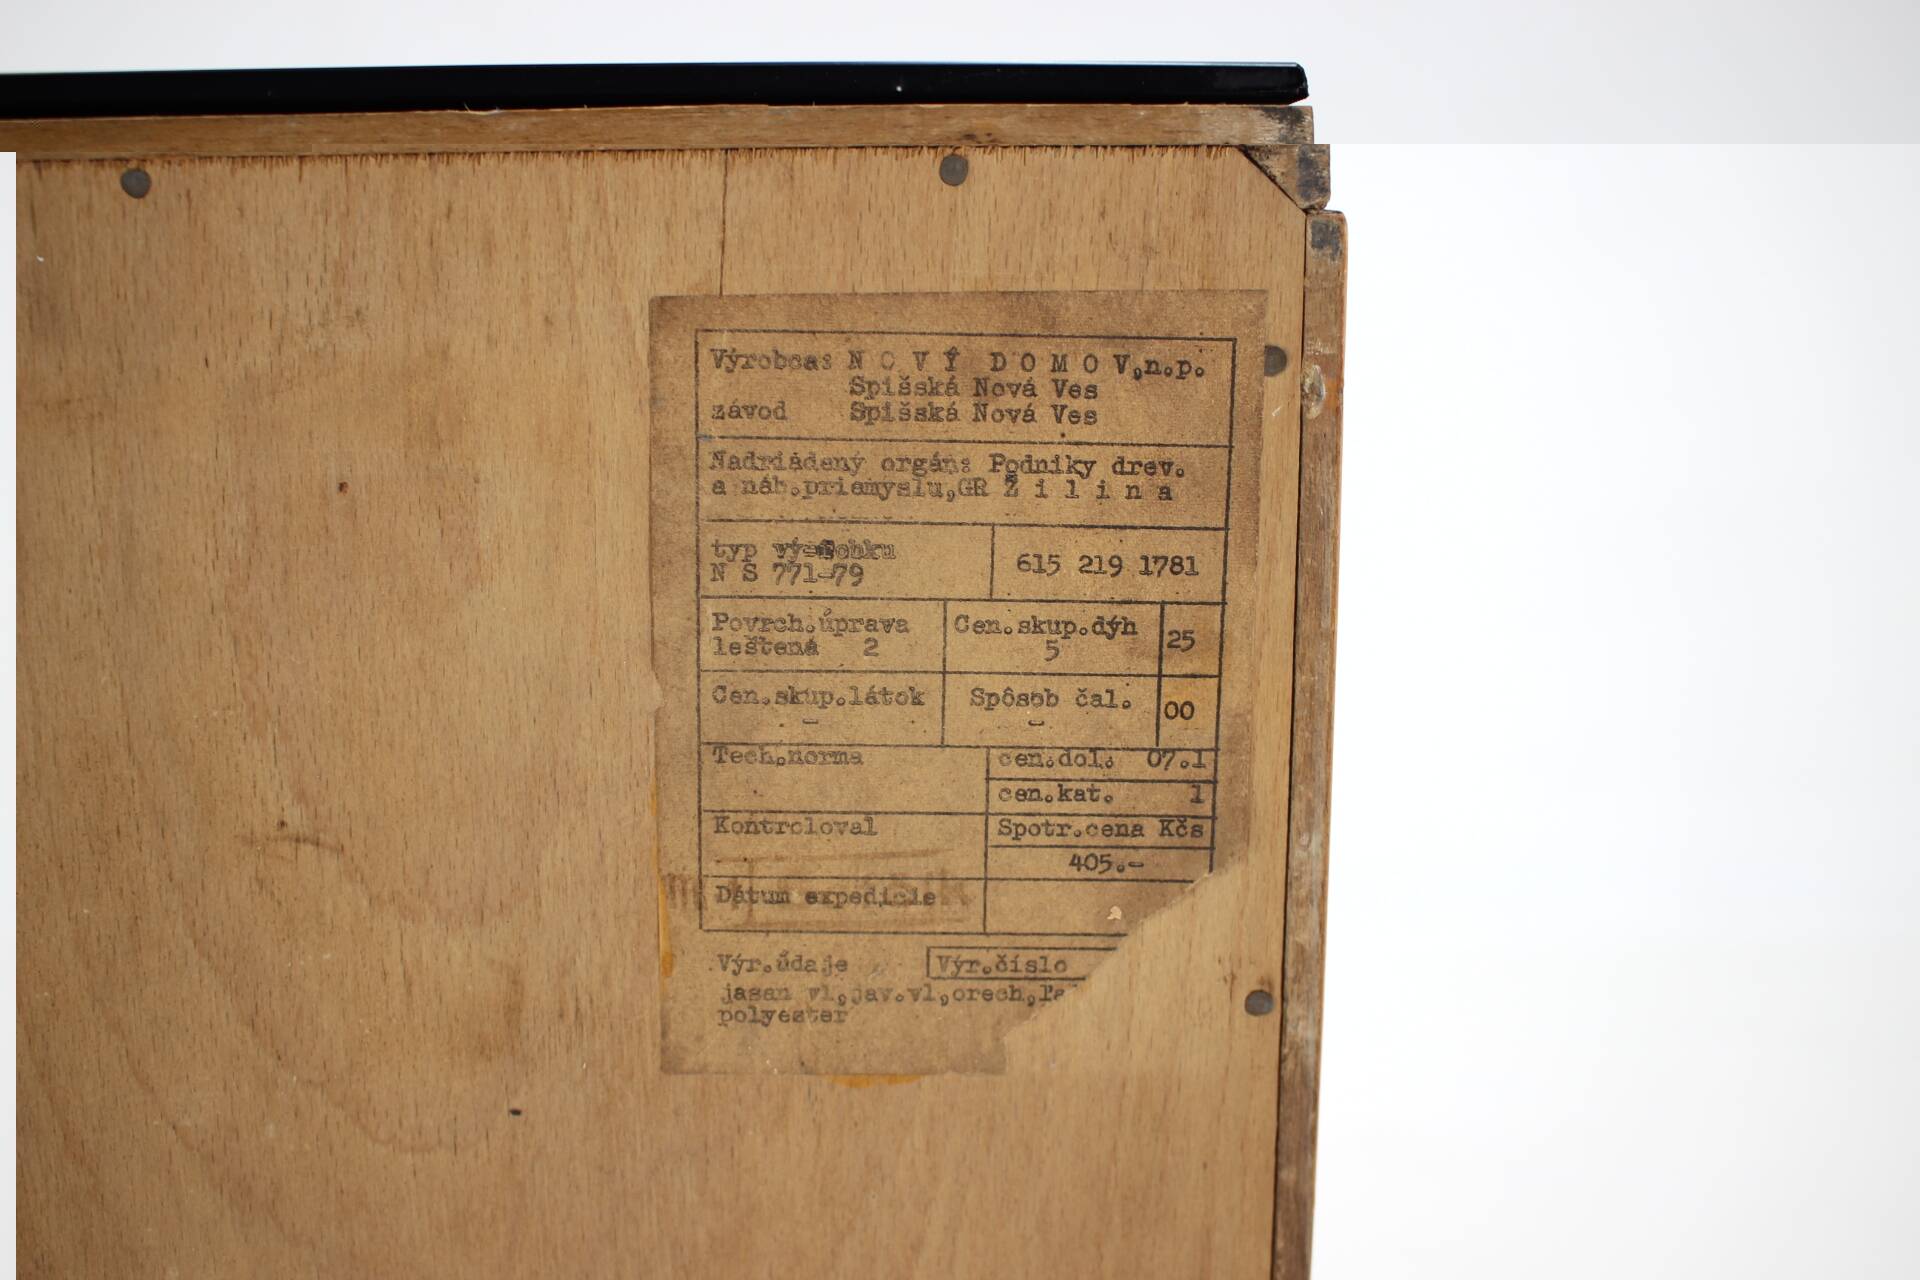 Výrobca: N O V Ý D O M O V,n.p.
Spišská Nová Ves
závod Spišská Nová Ves
Nadriadený orgán: Podniky drev.
a náb.priemyslu,GR Ž i l i n a
typ výrobku
N S 771-79
615 219 1781
Povrch.úprava
leštená 2
Cen.skup.dýh
5
25
Cen.skup.látok
-
Spôsob čal.
-
00
Tech.norma
cen.dol. 07.1
cen.kat. 1
Kontroloval
Spotr.cena Kčs
405.-
Dátum expedície
Výr.údaje
Výr.číslo
jasan vl,jav.vl,orech,
polyester